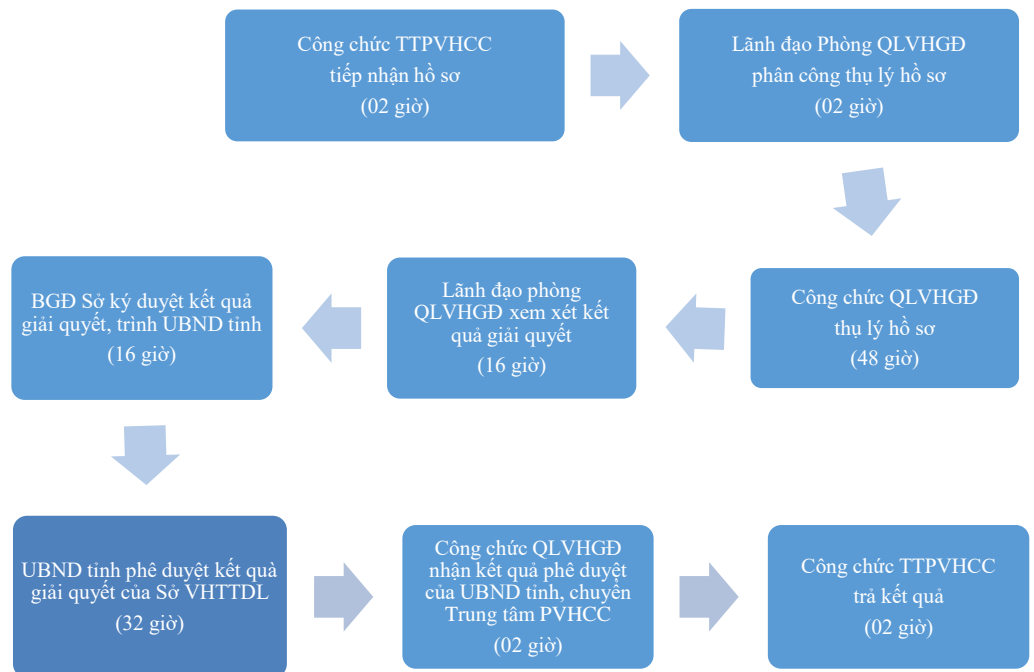 Công chức TTPVHCC
tiếp nhận hồ sơ
(02 giờ)
Lãnh đạo Phòng QLVHGĐ
phân công thụ lý hồ sơ
(02 giờ)
Công chức QLVHGĐ
thụ lý hồ sơ
(48 giờ)
Lãnh đạo phòng
QLVHGĐ xem xét kết
quả giải quyết
(16 giờ)
BGĐ Sở ký duyệt kết quả
giải quyết, trình UBND tỉnh
(16 giờ)
UBND tỉnh phê duyệt kết quà
giải quyết của Sở VHTTDL
(32 giờ)
Công chức QLVHGĐ
nhận kết quả phê duyệt
của UBND tỉnh, chuyển
Trung tâm PVHCC
(02 giờ)
Công chức TTPVHCC
trả kết quả
(02 giờ)